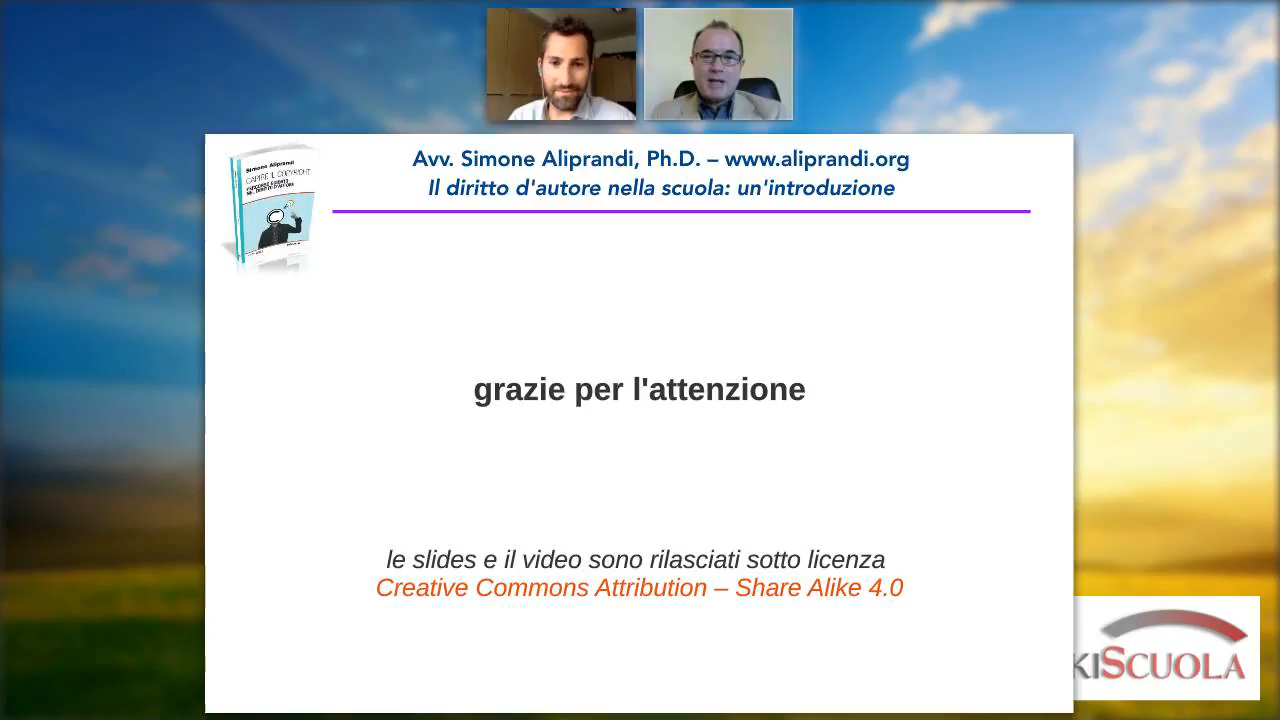 Avv. Simone Aliprandi, Ph.D. – www.aliprandi.org
Il diritto d'autore nella scuola: un'introduzione
Simone Aliprandi
CAPIRE IL COPYRIGHT
grazie per l'attenzione
le slides e il video sono rilasciati sotto licenza
Creative Commons Attribution – Share Alike 4.0
KISCUOLA